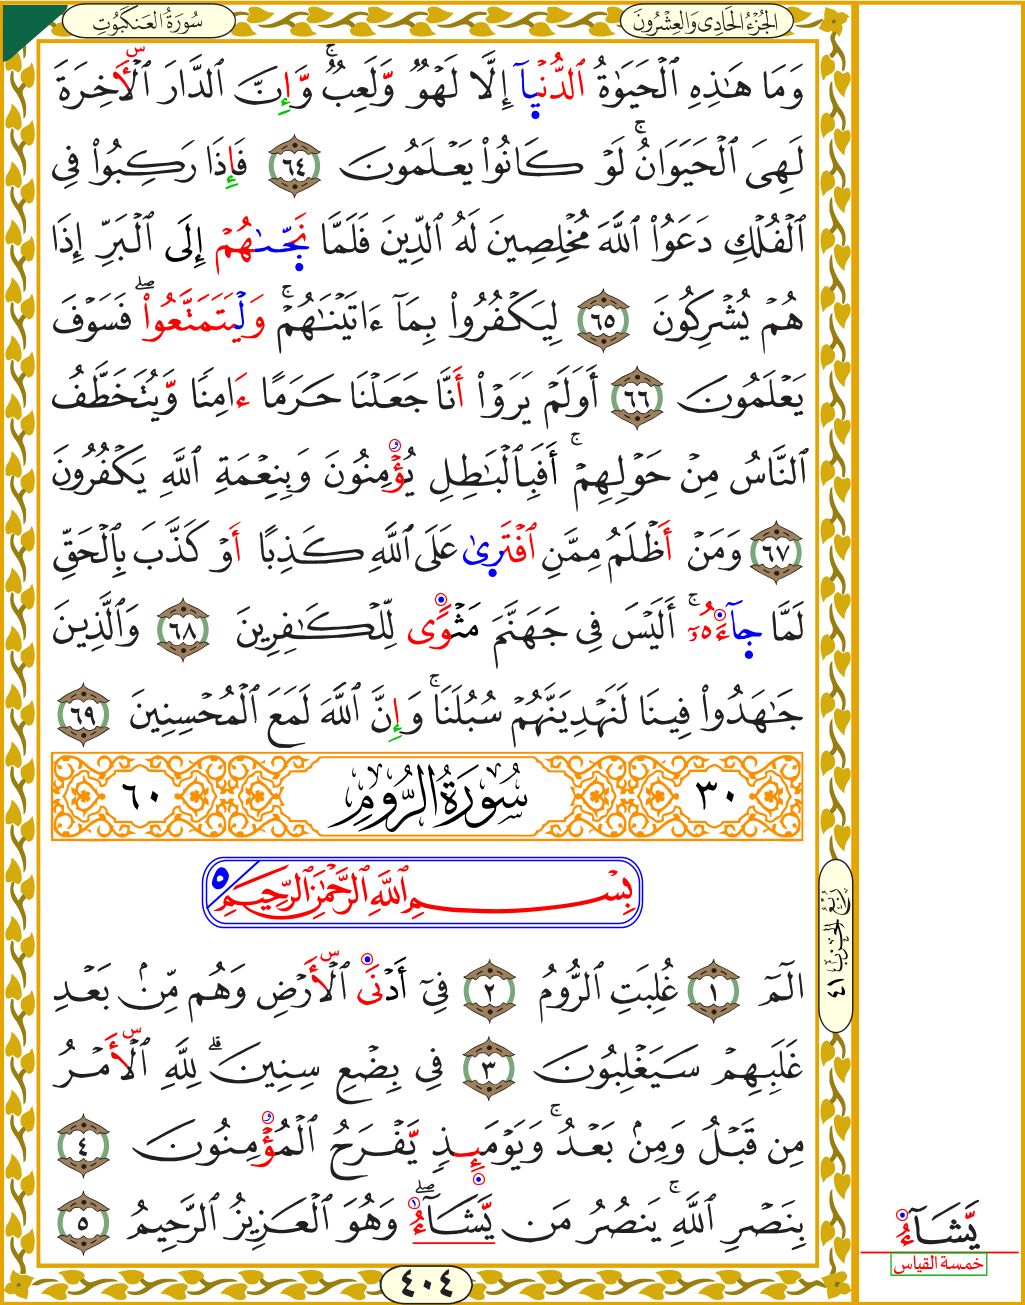 الجُزْءُ الحَادِى وَالعِشْرُونَ
سُورَةُ العَنكَبُوتِ
وَمَا هَٰذِهِ ٱلْحَيَوٰةُ ٱلدُّنْيَآ إِلَّا لَهْوٌ وَلَعِبٌ ۚ وَإِنَّ ٱلدَّارَ ٱلْأَخِرَةَ
لَهِىَ ٱلْحَيَوَانُ ۚ لَوْ كَانُوا۟ يَعْلَمُونَ ٦٤ فَإِذَا رَكِبُوا۟ فِى
ٱلْفُلْكِ دَعَوُا۟ ٱللَّهَ مُخْلِصِينَ لَهُ ٱلدِّينَ فَلَمَّا نَجَّىٰهُمْ إِلَى ٱلْبَرِّ إِذَا
هُمْ يُشْرِكُونَ ٦٥ لِيَكْفُرُوا۟ بِمَآ ءَاتَيْنَٰهُمْ ۚ وَلْيَتَمَتَّعُوا۟ ۖ فَسَوْفَ
يَعْلَمُونَ ٦٦ أَوَلَمْ يَرَوْا۟ أَنَّا جَعَلْنَا حَرَمًا ءَامِنًا وَيُتَخَطَّفُ
ٱلنَّاسُ مِنْ حَوْلِهِمْ ۚ أَفَبِٱلْبَٰطِلِ يُؤْمِنُونَ وَبِنِعْمَةِ ٱللَّهِ يَكْفُرُونَ
٦٧ وَمَنْ أَظْلَمُ مِمَّنِ ٱفْتَرِىٰ عَلَى ٱللَّهِ كَذِبًا أَوْ كَذَّبَ بِٱلْحَقِّ
لَمَّا جَآءَهُۥٓ ۚ أَلَيْسَ فِى جَهَنَّمَ مَثْوًى لِّلْكَٰفِرِينَ ٦٨ وَٱلَّذِينَ
جَٰهَدُوا۟ فِينَا لَنَهْدِيَنَّهُمْ سُبُلَنَا ۚ وَإِنَّ ٱللَّهَ لَمَعَ ٱلْمُحْسِنِينَ ٦٩
٣٠ سُورَةُ الرُّومِ ٦٠
بِسْمِ ٱللَّهِ ٱلرَّحْمَٰنِ ٱلرَّحِيمِ ٥
الٓمٓ ١ غُلِبَتِ ٱلرُّومُ ٢ فِىٓ أَدْنَى ٱلْأَرْضِ وَهُم مِّنۢ بَعْدِ
غَلَبِهِمْ سَيَغْلِبُونَ ٣ فِى بِضْعِ سِنِينَ ۗ لِلَّهِ ٱلْأَمْرُ
مِن قَبْلُ وَمِنۢ بَعْدُ ۚ وَيَوْمَئِذٍ يَفْرَحُ ٱلْمُؤْمِنُونَ ٤
بِنَصْرِ ٱللَّهِ ۚ يَنصُرُ مَن يَّشَآءُ ۖ وَهُوَ ٱلْعَزِيزُ ٱلرَّحِيمُ ٥
رُبْعُ الحِزْبِ ٤١
يَّشَآءُ
خمسة القياس
٤٠٤